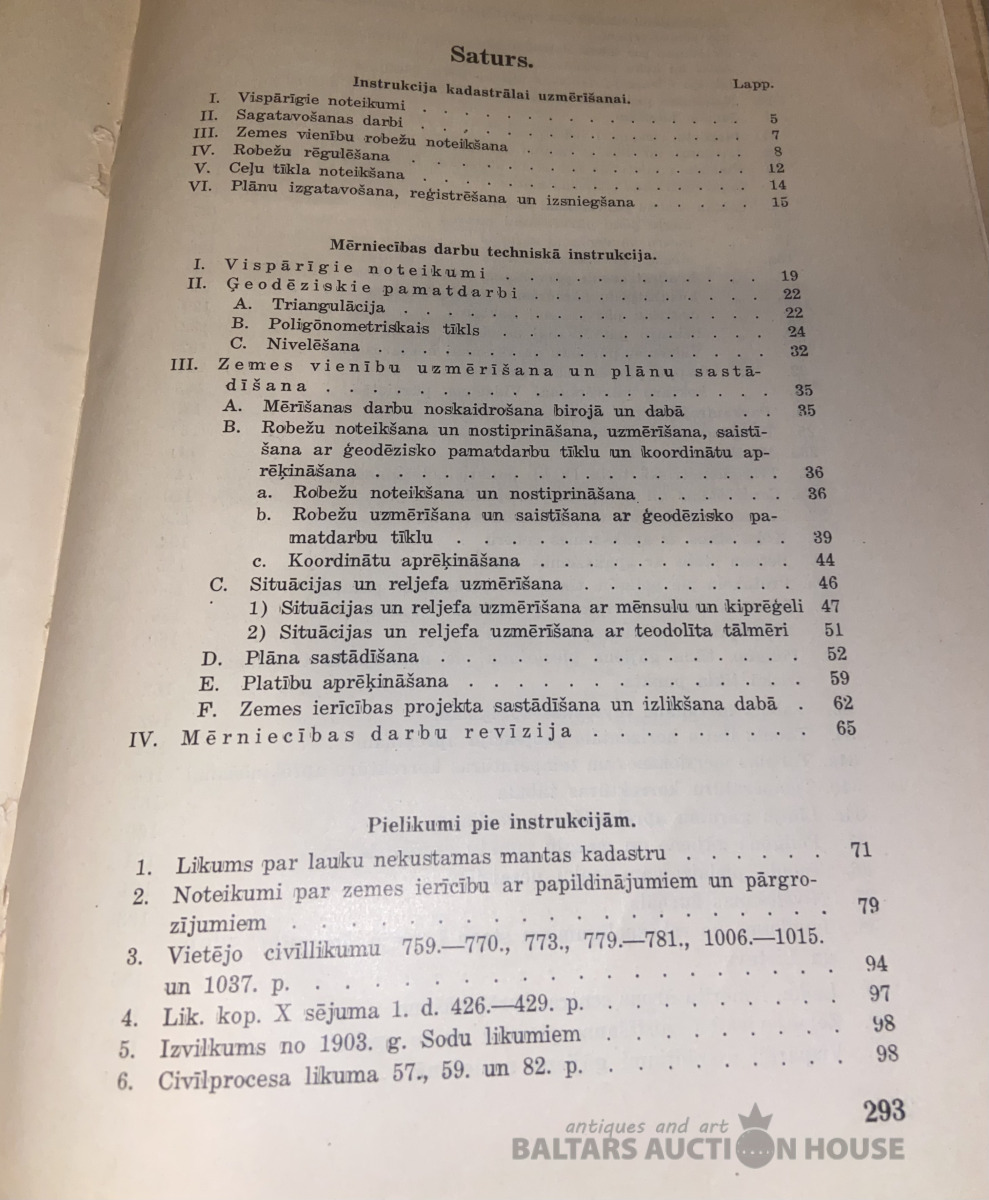 Saturs.
Instrukcija kadastrālai uzmērīšanai. Lapp.
I. Vispārīgie noteikumi . . . . . . . . . . . . 5
II. Sagatavošanas darbi . . . . . . . . . . . . 7
III. Zemes vienību robežu noteikšana . . . . . . . . 8
IV. Robežu rēgulēšana . . . . . . . . . . . . 12
V. Ceļu tīkla noteikšana . . . . . . . . . . . . 14
VI. Plānu izgatavošana, reģistrēšana un izsniegšana . . . . . 15
Mērniecības darbu techniskā instrukcija.
I. Vispārīgie noteikumi . . . . . . . . . . 19
II. Ģeodēziskie pamatdarbi . . . . . . . . . . 22
A. Triangulācija . . . . . . . . . . . . . 22
B. Poligōnometriskais tīkls . . . . . . . . . . 24
C. Nivelēšana . . . . . . . . . . . . . 32
III. Zemes vienību uzmērīšana un plānu sastā-
dīšana . . . . . . . . . . . . . . . 35
A. Mērīšanas darbu noskaidrošana birojā un dabā . . 35
B. Robežu noteikšana un nostiprināšana, uzmērīšana, saistī-
šana ar ģeodēzisko pamatdarbu tīklu un koordinātu ap-
rēķināšana . . . . . . . . . . . . . . 36
a. Robežu noteikšana un nostiprināšana . . . . . . 36
b. Robežu uzmērīšana un saistīšana ar ģeodēzisko pa-
matdarbu tīklu . . . . . . . . . . . . 39
c. Koordinātu aprēķināšana . . . . . . . . . 44
C. Situācijas un reljefa uzmērīšana . . . . . . . . 46
1) Situācijas un reljefa uzmērīšana ar mēnsulu un kiprēģeli 47
2) Situācijas un reljefa uzmērīšana ar teodolīta tālmēri 51
D. Plāna sastādīšana . . . . . . . . . . . . 52
E. Platību aprēķināšana . . . . . . . . . . . . 59
F. Zemes ierīcības projekta sastādīšana un izlikšana dabā . 62
IV. Mērniecības darbu revīzija . . . . . . . . . 65
Pielikumi pie instrukcijām.
1. Likums par lauku nekustamas mantas kadastru . . . . . . 71
2. Noteikumi par zemes ierīcību ar papildinājumiem un pārgro-
zījumiem . . . . . . . . . . . . . . . . 79
3. Vietējo civīllikumu 759.—770., 773., 779.—781., 1006.—1015.
un 1037. p. . . . . . . . . . . . . . . . 94
4. Lik. kop. X sējuma 1. d. 426.—429. p. . . . . . . . . . 97
5. Izvilkums no 1903. g. Sodu likumiem . . . . . . . . 98
6. Civīlprocesa likuma 57., 59. un 82. p. . . . . . . . . 98
293
antiques and art
BALTARS AUCTION HOUSE